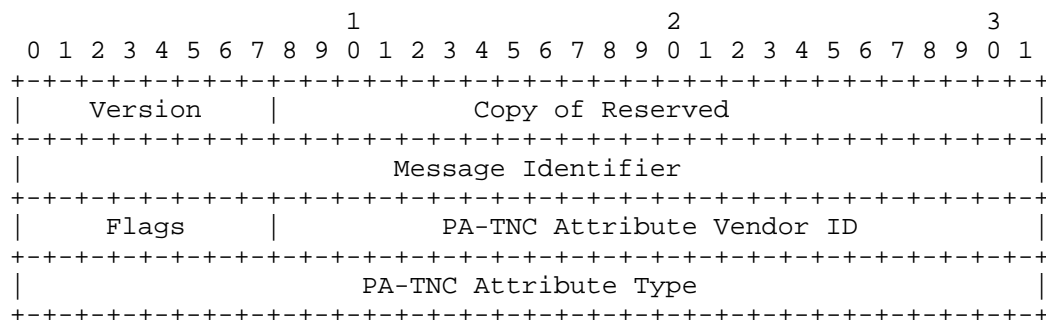 1                   2                   3
 0 1 2 3 4 5 6 7 8 9 0 1 2 3 4 5 6 7 8 9 0 1 2 3 4 5 6 7 8 9 0 1
+-+-+-+-+-+-+-+-+-+-+-+-+-+-+-+-+-+-+-+-+-+-+-+-+-+-+-+-+-+-+-+-+
|    Version    |            Copy of Reserved                   |
+-+-+-+-+-+-+-+-+-+-+-+-+-+-+-+-+-+-+-+-+-+-+-+-+-+-+-+-+-+-+-+-+
|                       Message Identifier                      |
+-+-+-+-+-+-+-+-+-+-+-+-+-+-+-+-+-+-+-+-+-+-+-+-+-+-+-+-+-+-+-+-+
|     Flags     |          PA-TNC Attribute Vendor ID           |
+-+-+-+-+-+-+-+-+-+-+-+-+-+-+-+-+-+-+-+-+-+-+-+-+-+-+-+-+-+-+-+-+
|                     PA-TNC Attribute Type                     |
+-+-+-+-+-+-+-+-+-+-+-+-+-+-+-+-+-+-+-+-+-+-+-+-+-+-+-+-+-+-+-+-+